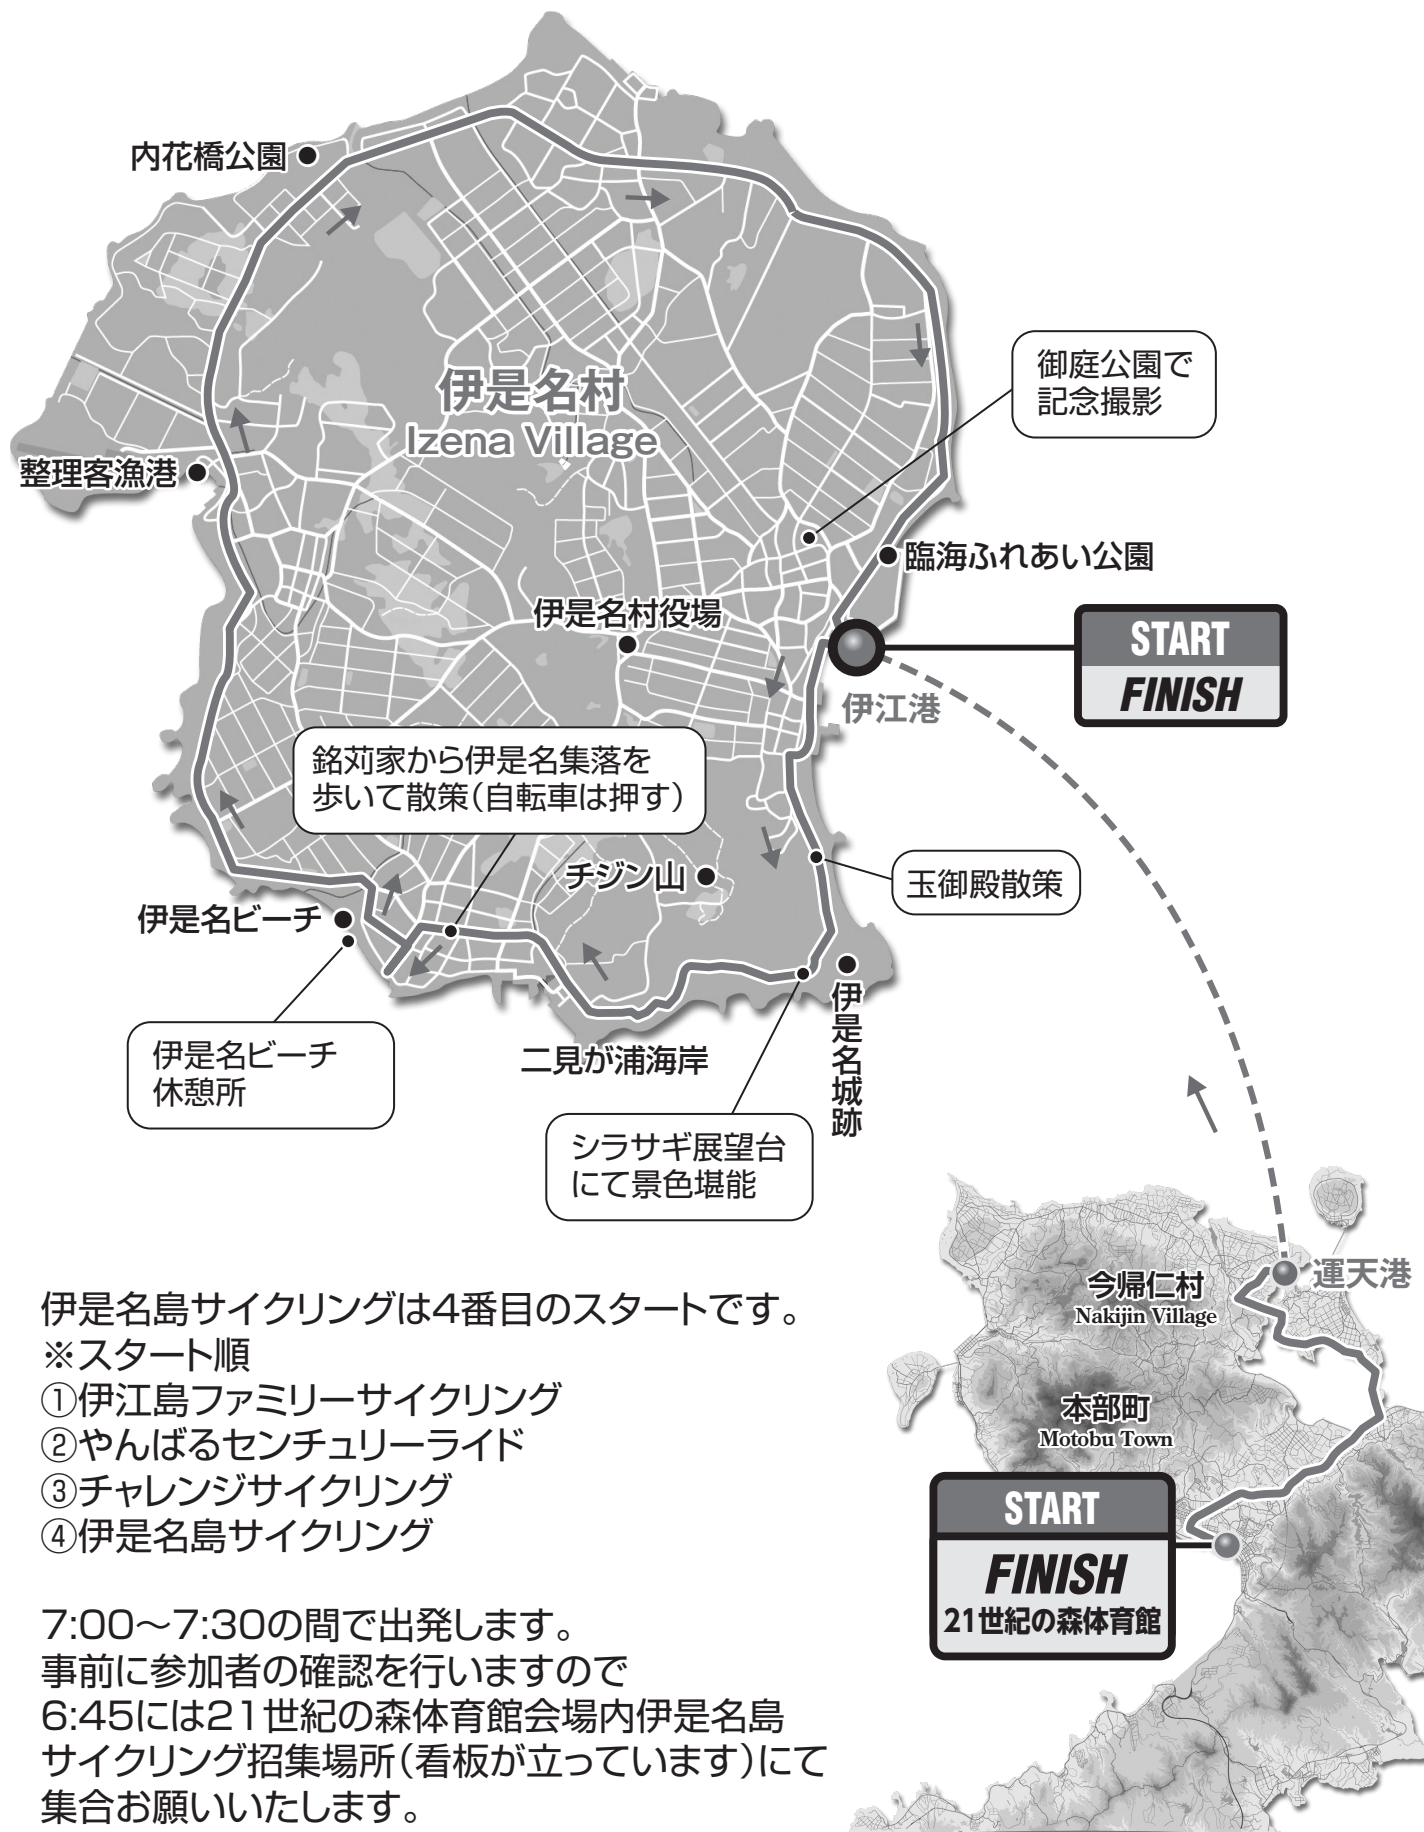 内花橋公園
伊是名村
Izena Village
御庭公園で
記念撮影
整理客漁港
臨海ふれあい公園
伊是名村役場
START
FINISH
伊江港
銘苅家から伊是名集落を
歩いて散策(自転車は押す)
チジン山
玉御殿散策
伊是名ビーチ
伊是名城跡
伊是名ビーチ
休憩所
二見が浦海岸
シラサギ展望台
にて景色堪能
運天港
今帰仁村
Nakijin Village
本部町
Motobu Town
START
FINISH
21世紀の森体育館
伊是名島サイクリングは4番目のスタートです。
※スタート順
①伊江島ファミリーサイクリング
②やんばるセンチュリーライド
③チャレンジサイクリング
④伊是名島サイクリング
7:00〜7:30の間で出発します。
事前に参加者の確認を行いますので
6:45には21世紀の森体育館会場内伊是名島
サイクリング招集場所(看板が立っています)にて
集合お願いいたします。